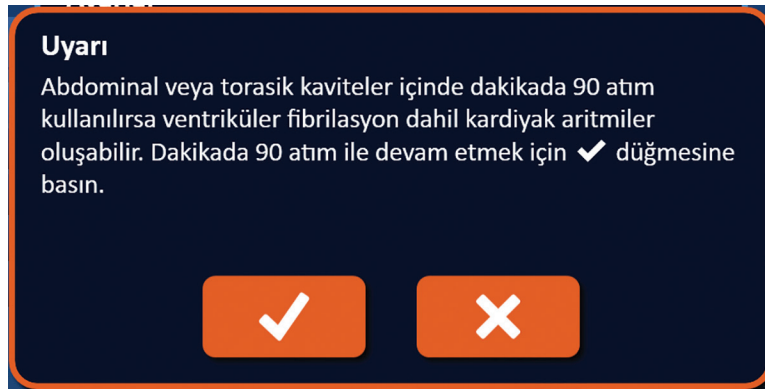 Uyarı
Abdominal veya torasik kaviteler içinde dakikada 90 atım
kullanılırsa ventriküler fibrilasyon dahil kardiyak aritmiler
oluşabilir. Dakikada 90 atım ile devam etmek için ✔ düğmesine
basın.